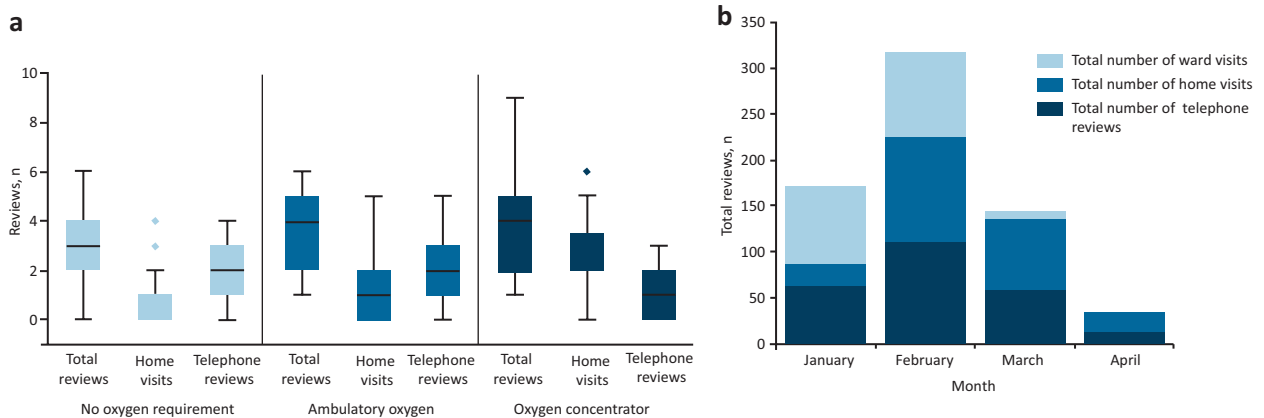 a
10
8
6
4
2
0
Reviews, n
Total
reviews
Home
visits
Telephone
reviews
Total
reviews
Home
visits
Telephone
reviews
Total
reviews
Home
visits
Telephone
reviews
No oxygen requirement
Ambulatory oxygen
Oxygen concentrator
b
350
300
250
200
150
100
50
0
Total reviews, n
Total number of ward visits
Total number of home visits
Total number of telephone
reviews
January
February
March
April
Month